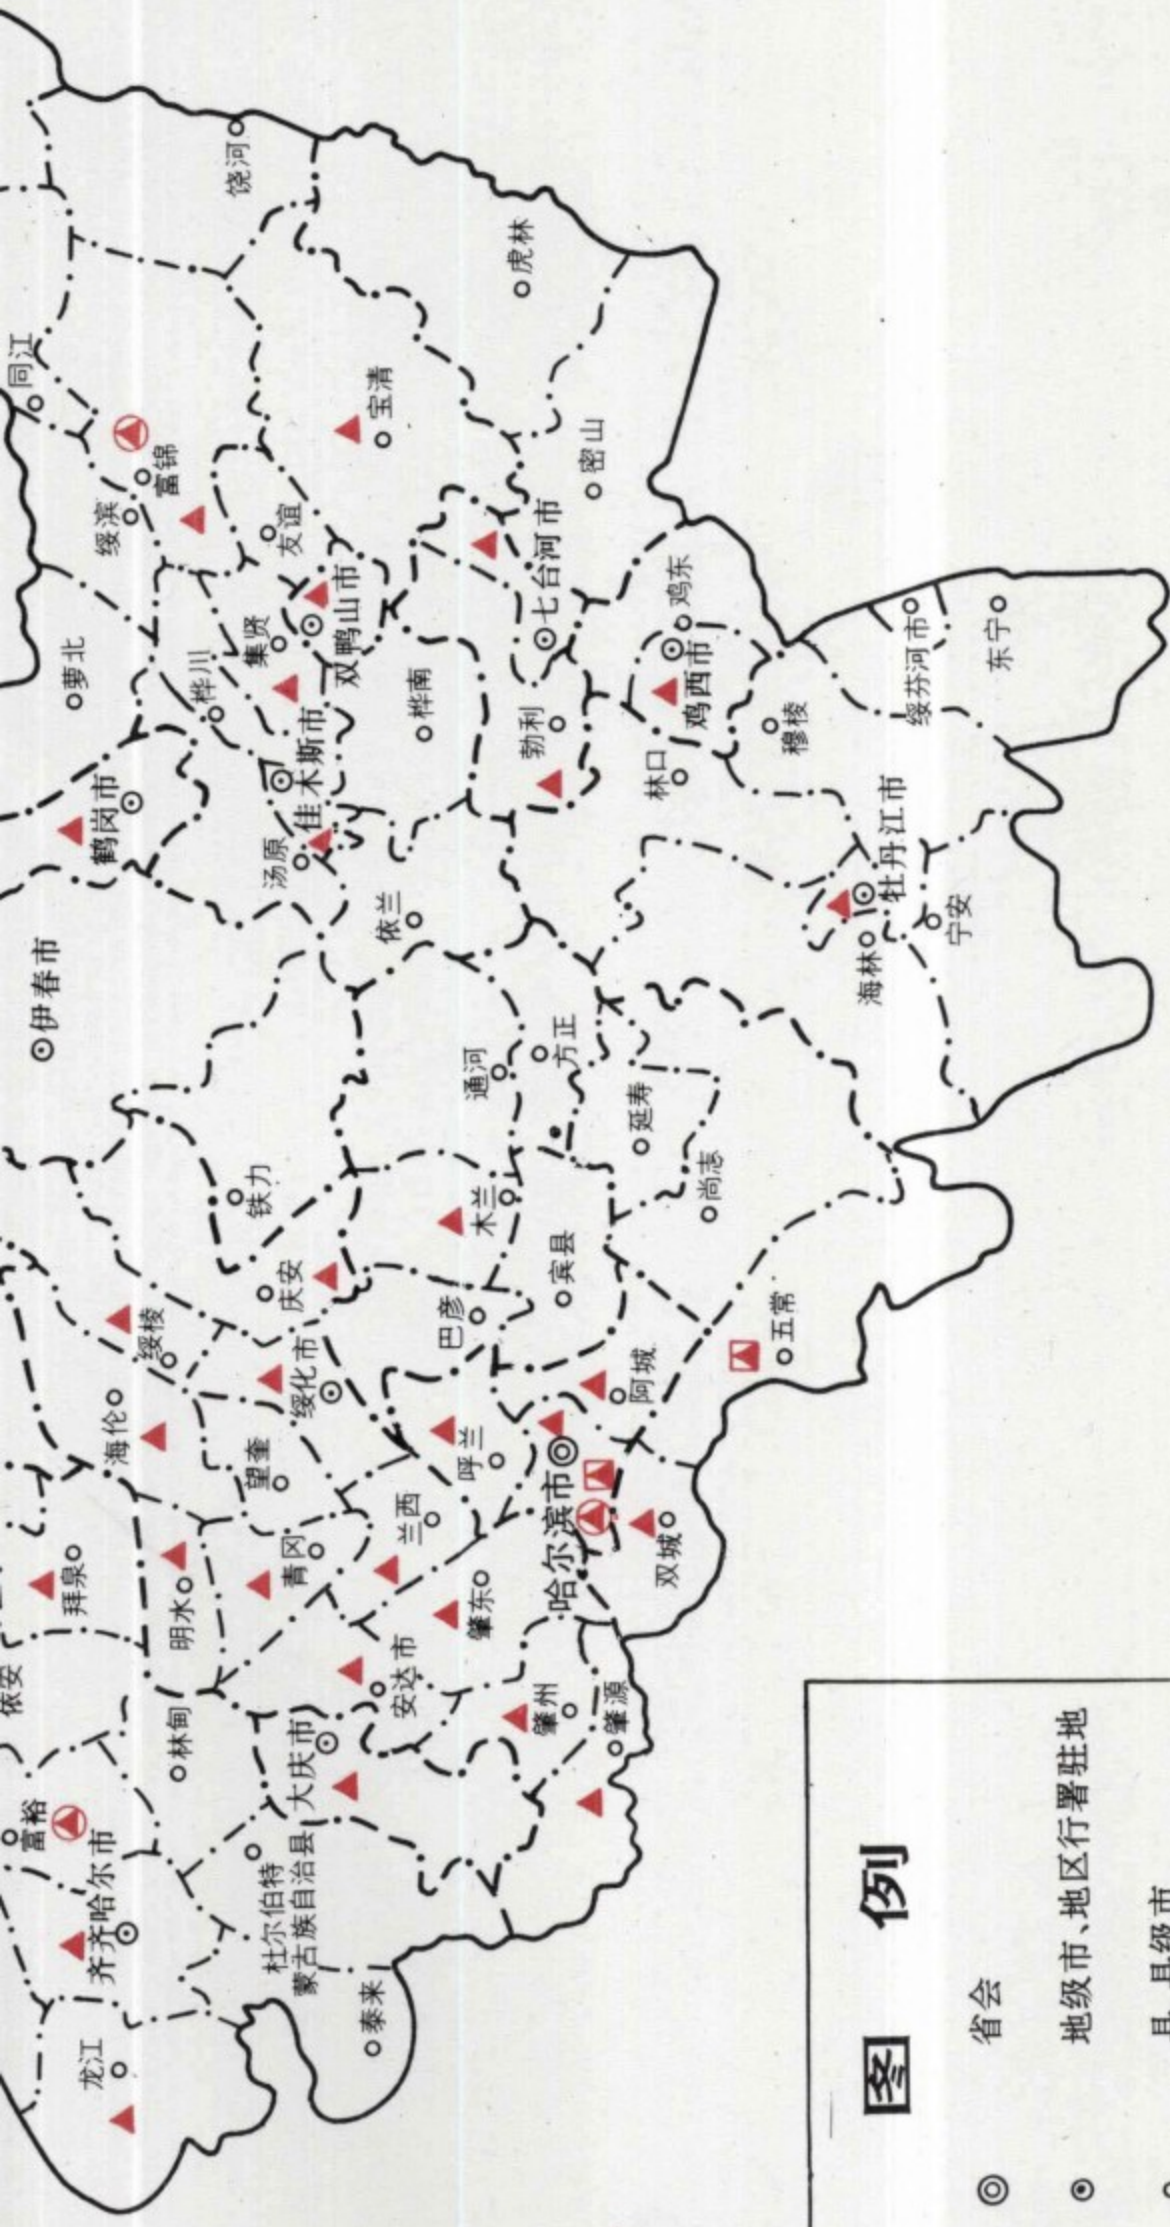 同江
饶河
富锦
绥滨
宝清
虎林
友谊
萝北
集贤
双鸭山市
桦川
密山
七台河市
鹤岗市
佳木斯市
桦南
勃利
鸡东
鸡西市
汤原
林口
穆棱
绥芬河市
东宁
伊春市
依兰
牡丹江市
海林
宁安
通河
方正
延寿
尚志
铁力
木兰
庆安
宾县
巴彦
五常
绥棱
绥化市
阿城
海伦
望奎
呼兰
哈尔滨市
兰西
青冈
双城
拜泉
明水
肇东
安达市
依安
林甸
大庆市
肇州
肇源
富裕
齐齐哈尔市
杜尔伯特
蒙古族自治县
龙江
泰来
图例
省会
地级市、地区行署驻地
县、县级市